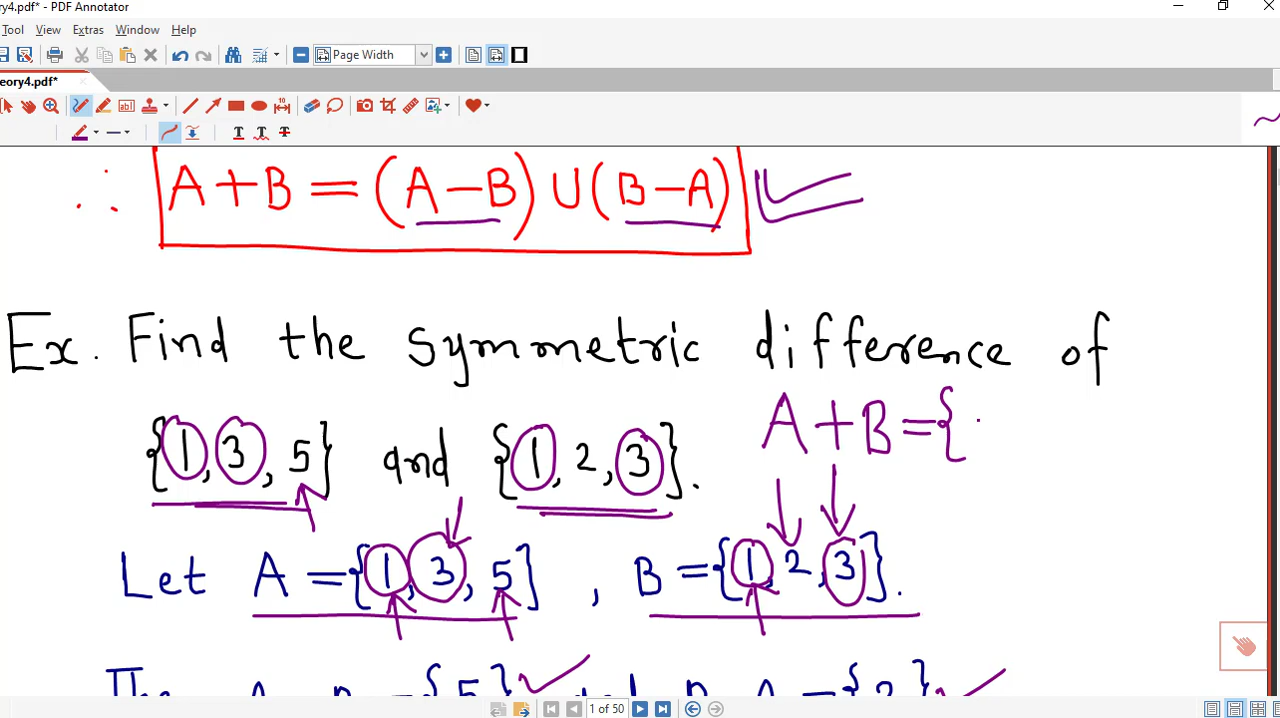 eory4.pdf* - PDF Annotator
Tool View Extras Window Help
Page Width
eory4.pdf*
∴ A+B = (A-B) U (B-A)
Ex. Find the symmetric difference of
{1, 3, 5} and {1, 2, 3}.
A+B={
Let A = {1, 3, 5} , B = {1, 2, 3}.
1 of 50